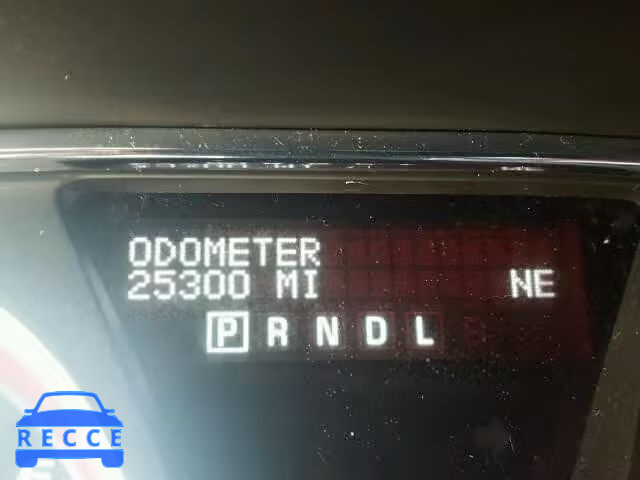 ODOMETER
25300 MI NE
P R N D L
RECCE